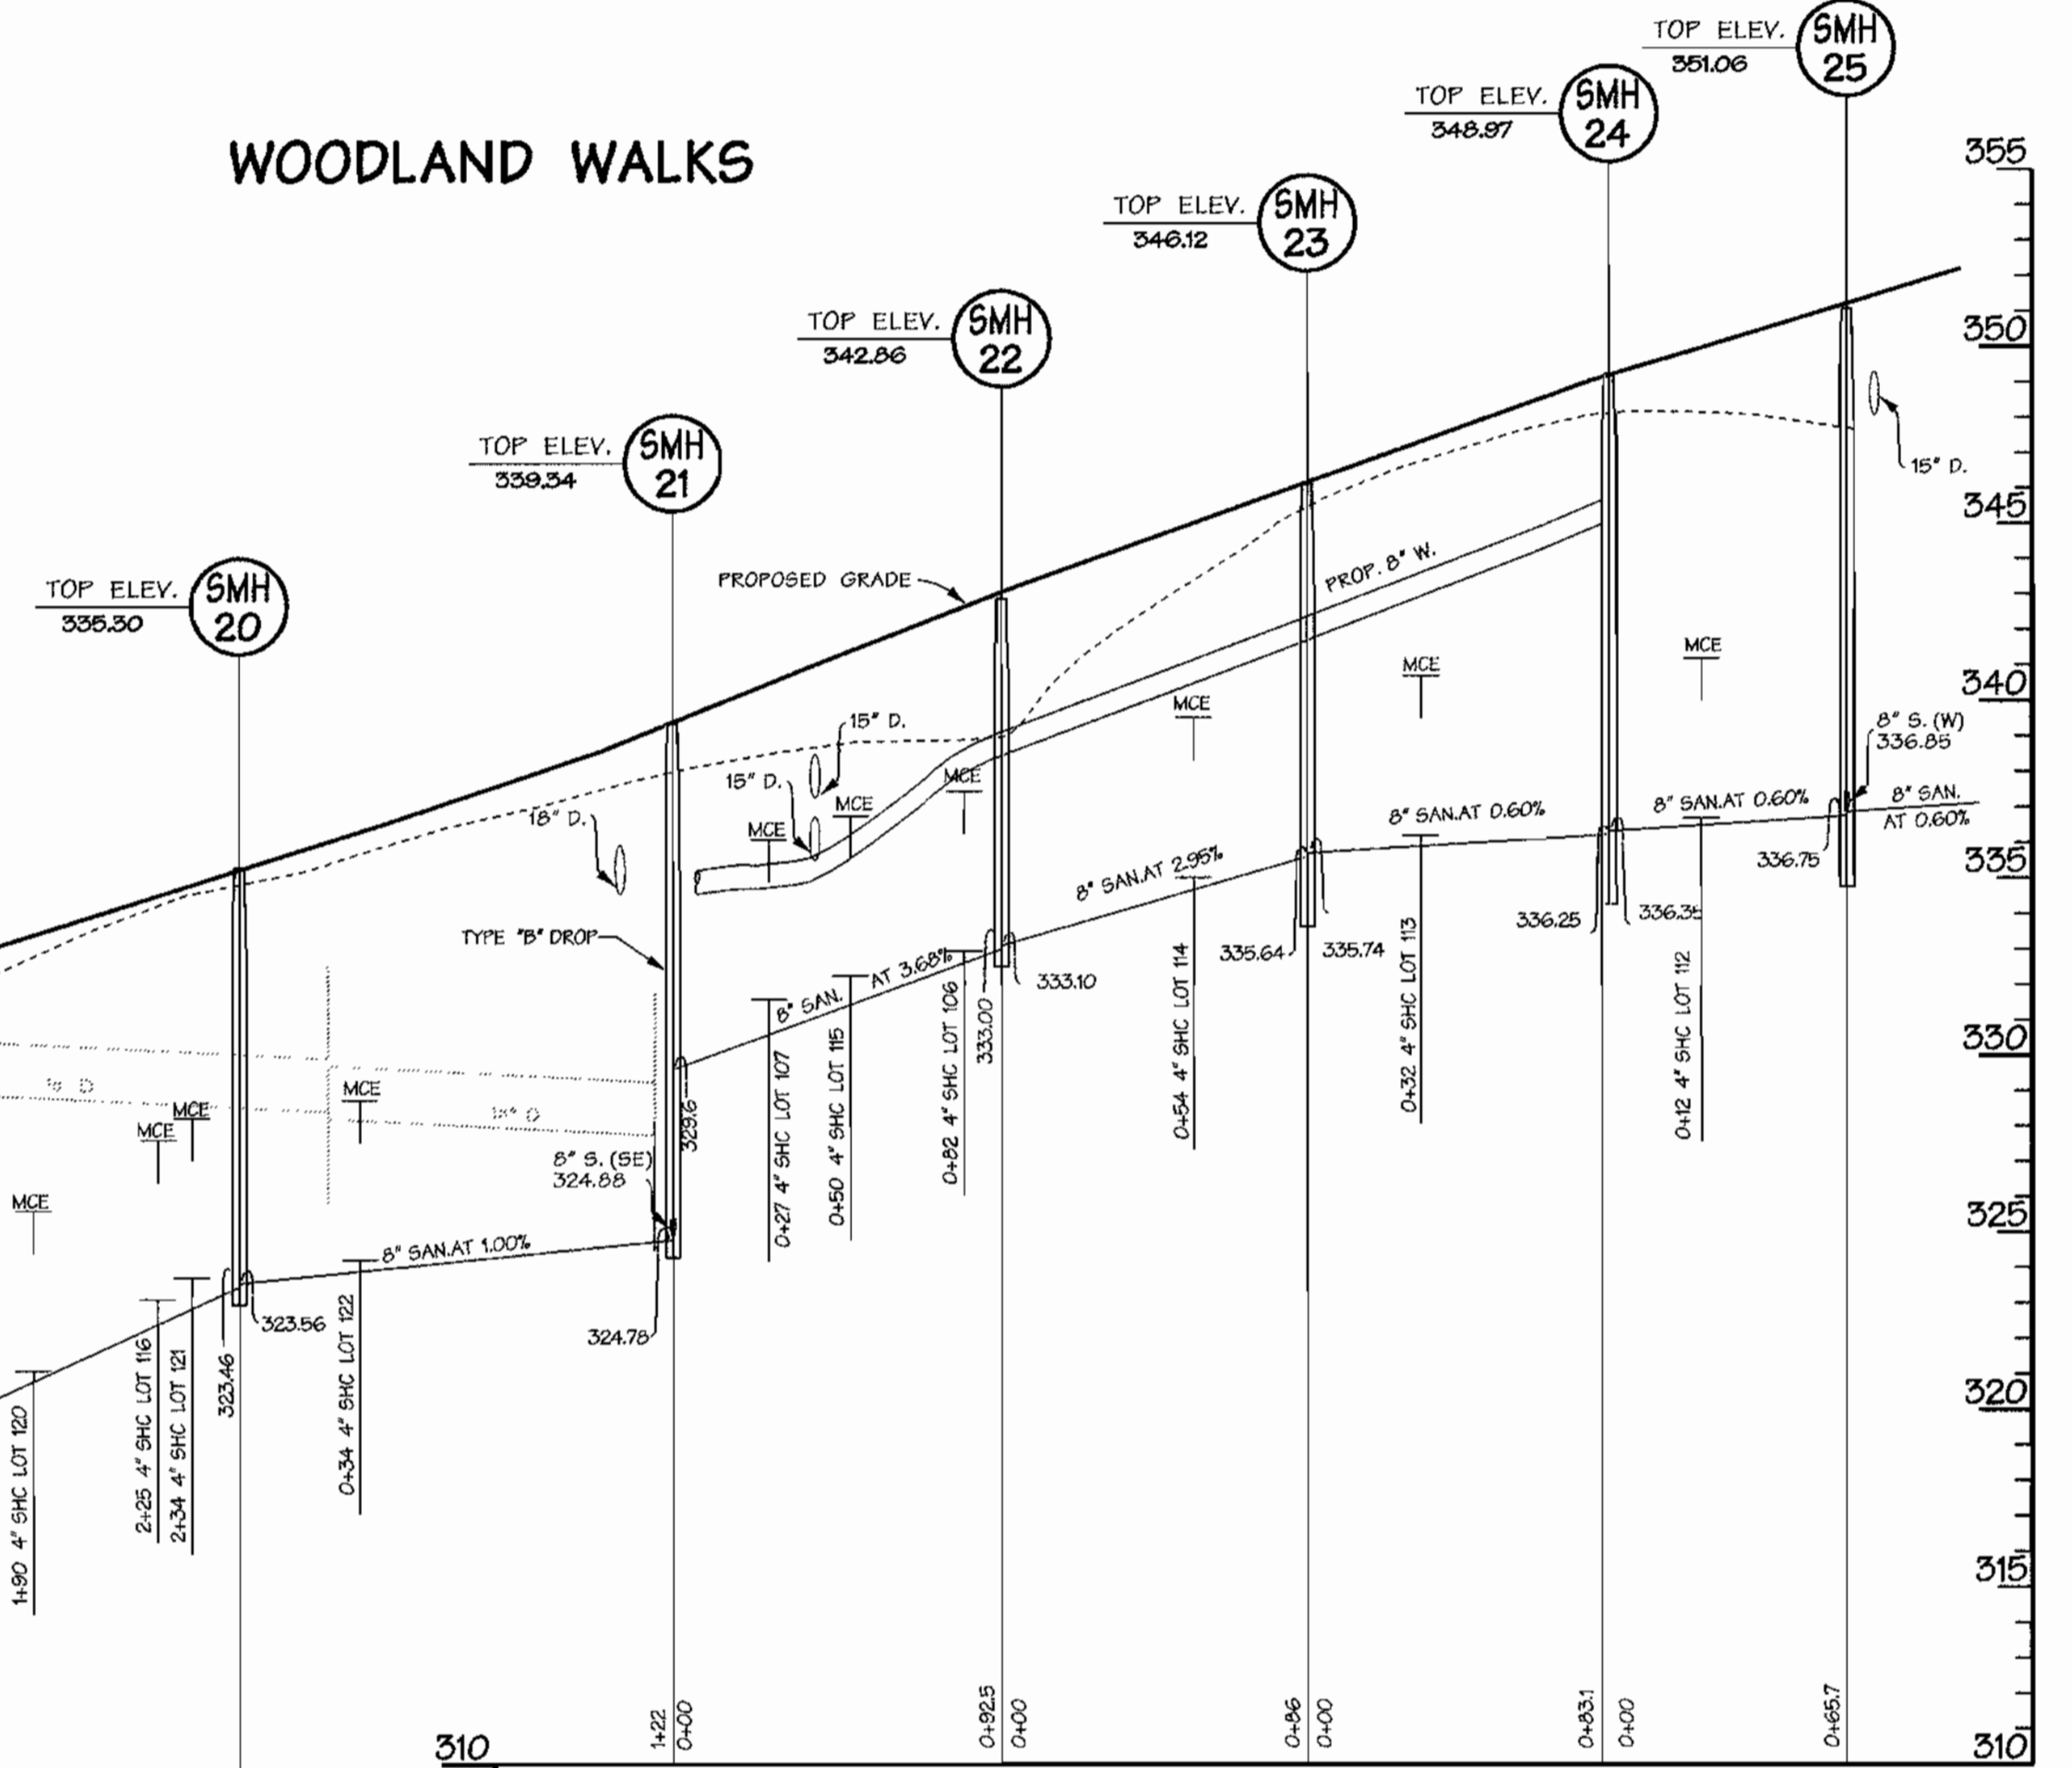 WOODLAND WALKS
TOP ELEV.
335.30
SMH
20
TOP ELEV.
339.34
SMH
21
TOP ELEV.
342.86
SMH
22
TOP ELEV.
346.12
SMH
23
TOP ELEV.
348.97
SMH
24
TOP ELEV.
351.06
SMH
25
355
350
345
340
335
330
325
320
315
310
310
PROPOSED GRADE
PROP. 8" W.
15" D.
15" D.
15" D.
18" D.
TYPE "B" DROP
MCE
MCE
MCE
MCE
MCE
MCE
MCE
MCE
MCE
MCE
MCE
8" S. (W)
336.85
8" SAN.
AT 0.60%
8" SAN.AT 0.60%
8" SAN.AT 0.60%
8" SAN.AT 2.95%
8" SAN. AT 3.68%
8" SAN.AT 1.00%
336.75
336.35
336.25
335.74
335.64
333.10
333.00
329.6
8" S. (SE)
324.88
324.78
323.56
323.46
18" D
D
1+90 4" SHC LOT 120
2+25 4" SHC LOT 116
2+34 4" SHC LOT 121
0+34 4" SHC LOT 122
0+27 4" SHC LOT 107
0+50 4" SHC LOT 115
0+82 4" SHC LOT 106
0+54 4" SHC LOT 114
0+32 4" SHC LOT 113
0+12 4" SHC LOT 112
1+22
0+00
0+92.5
0+00
0+86
0+00
0+83.1
0+00
0+65.7